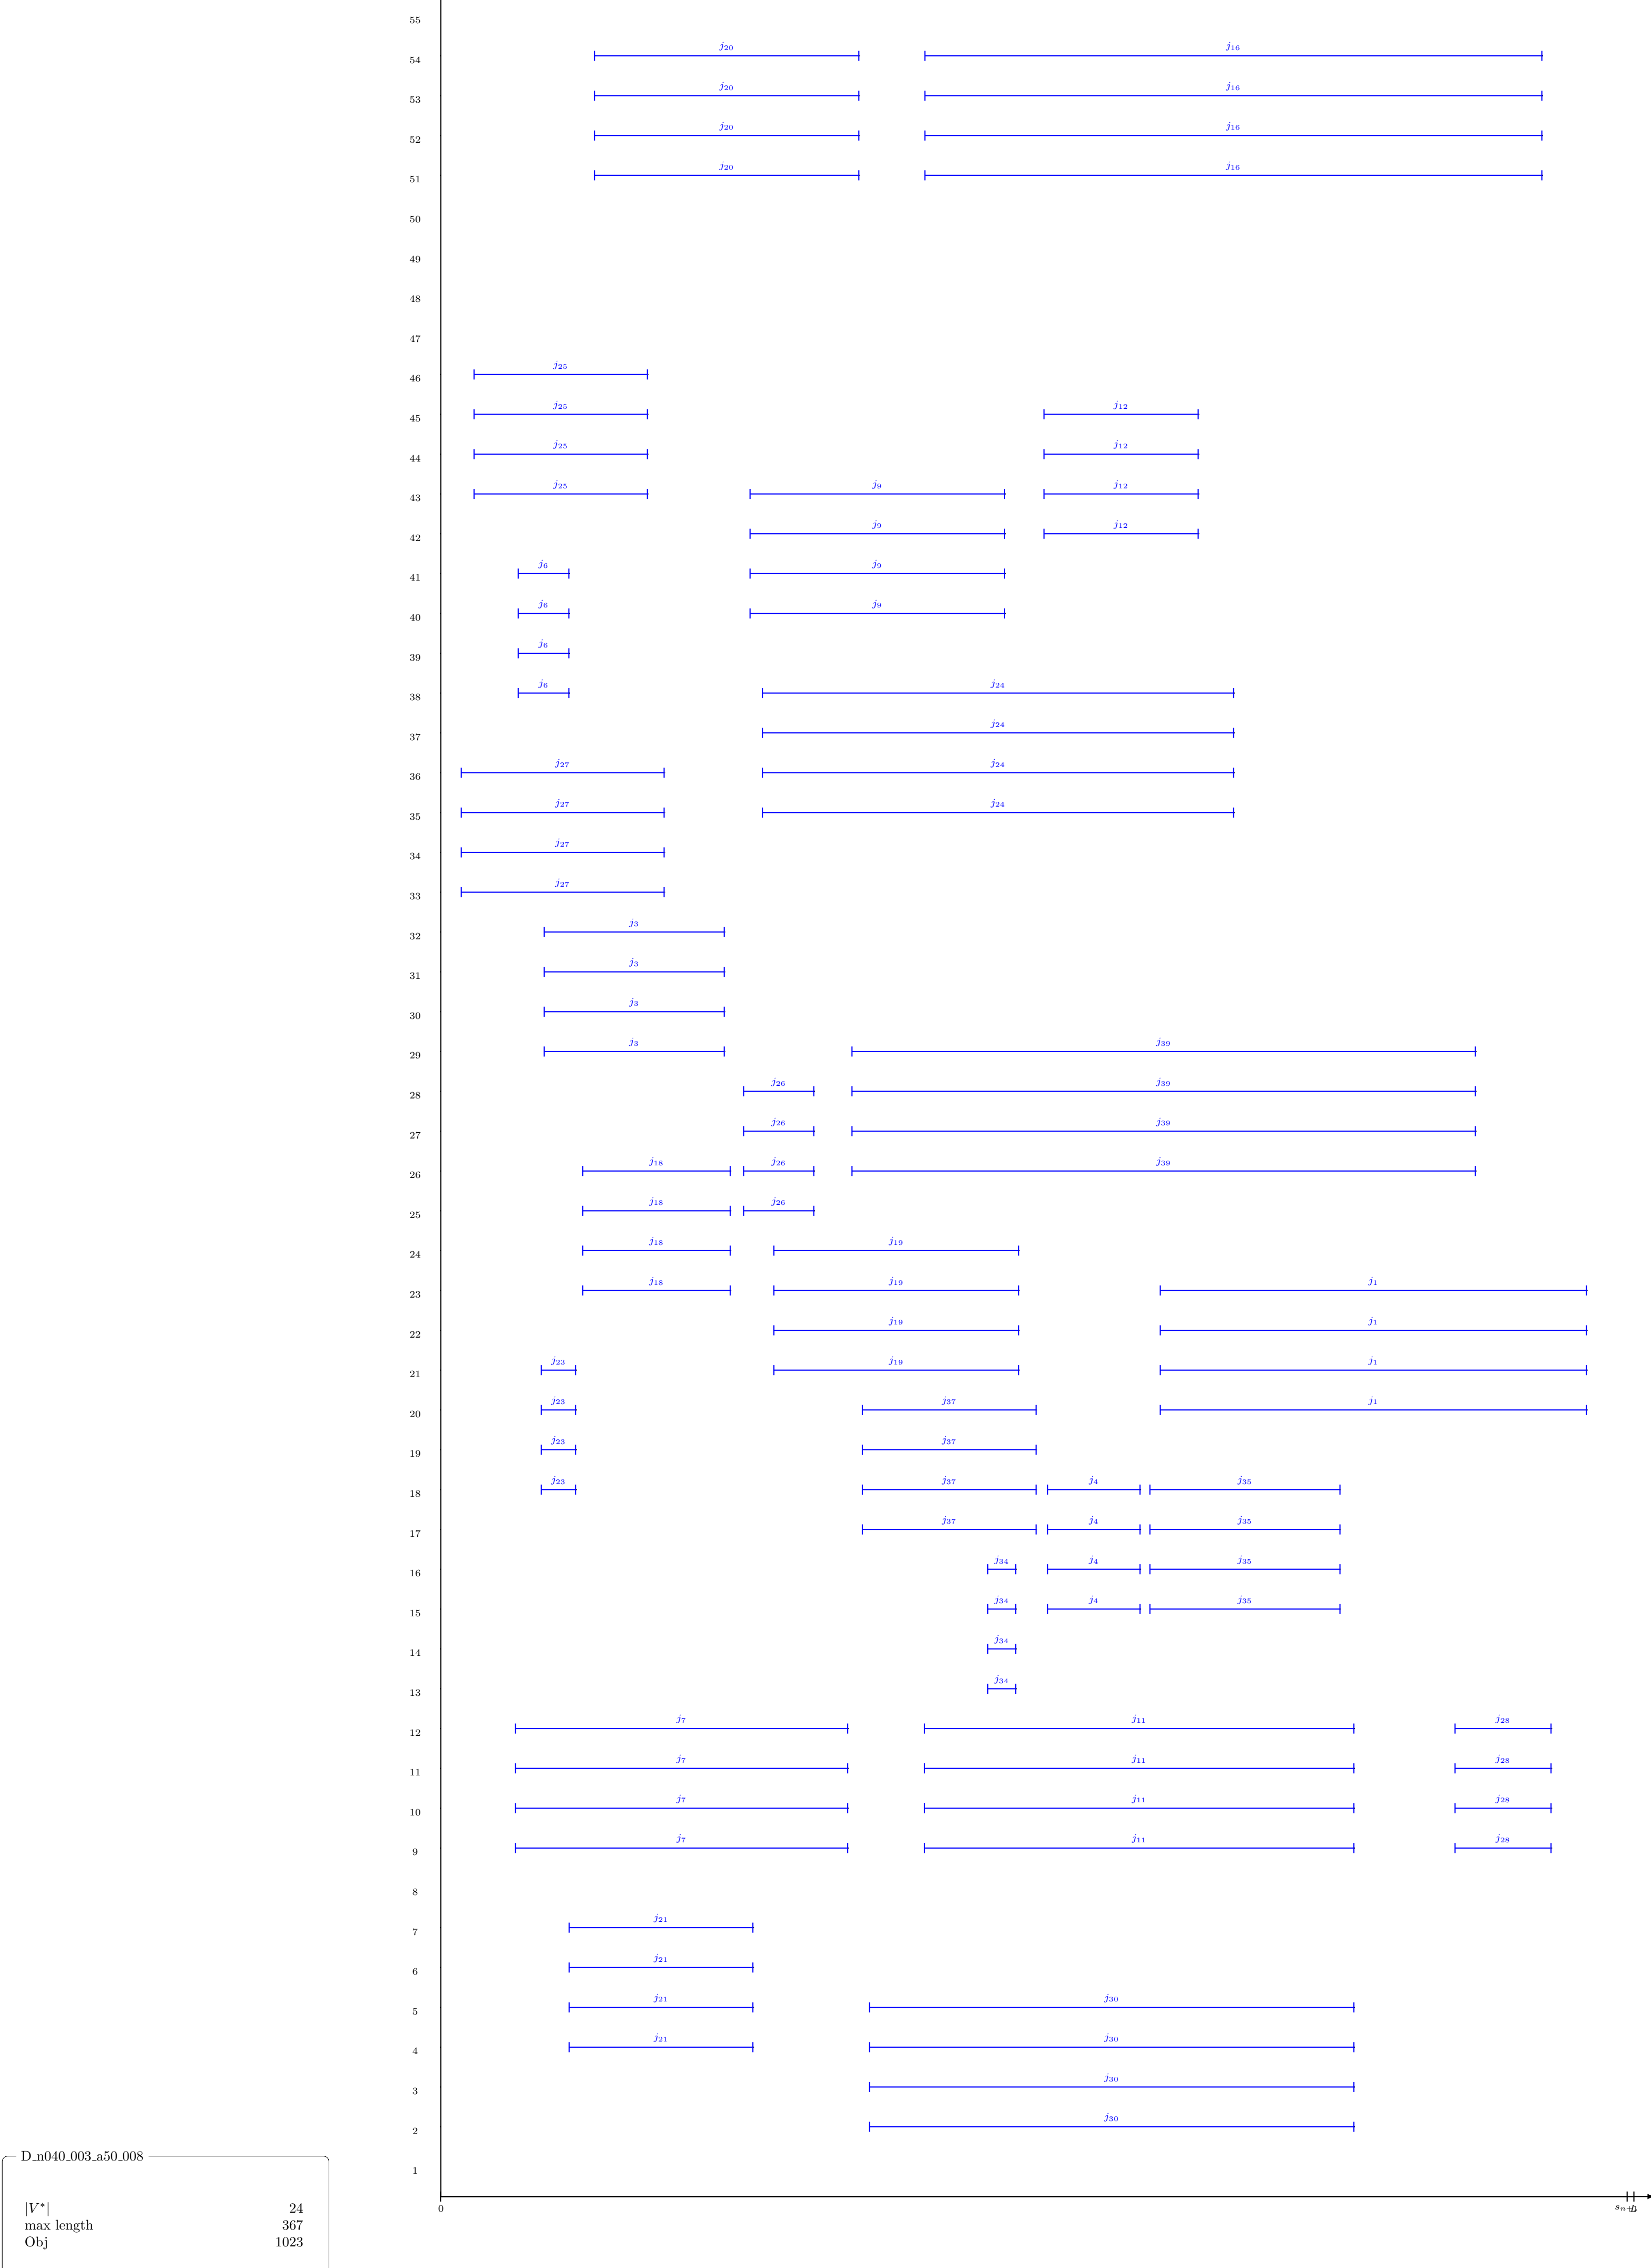 55
j20 j16
54
j20 j16
53
j20 j16
52
j20 j16
51
50
49
48
47
j25
46
j25 j12
45
j25 j12
44
j25 j9 j12
43
j9 j12
42
j6 j9
41
j6 j9
40
j6
39
j6 j24
38
j24
37
j27 j24
36
j27 j24
35
j27
34
j27
33
j3
32
j3
31
j3
30
j3 j39
29
j26 j39
28
j26 j39
27
j18 j26 j39
26
j18 j26
25
j18 j19
24
j18 j19 j1
23
j19 j1
22
j23 j19 j1
21
j23 j37 j1
20
j23 j37
19
j23 j37 j4 j35
18
j37 j4 j35
17
j34 j4 j35
16
j34 j4 j35
15
j34
14
j34
13
j7 j11 j28
12
j7 j11 j28
11
j7 j11 j28
10
j7 j11 j28
9
8
j21
7
j21
6
j21 j30
5
j21 j30
4
j30
3
j30
2
1
D_n040_003_a50_008
|V*| 24
max length 367
Obj 1023
0